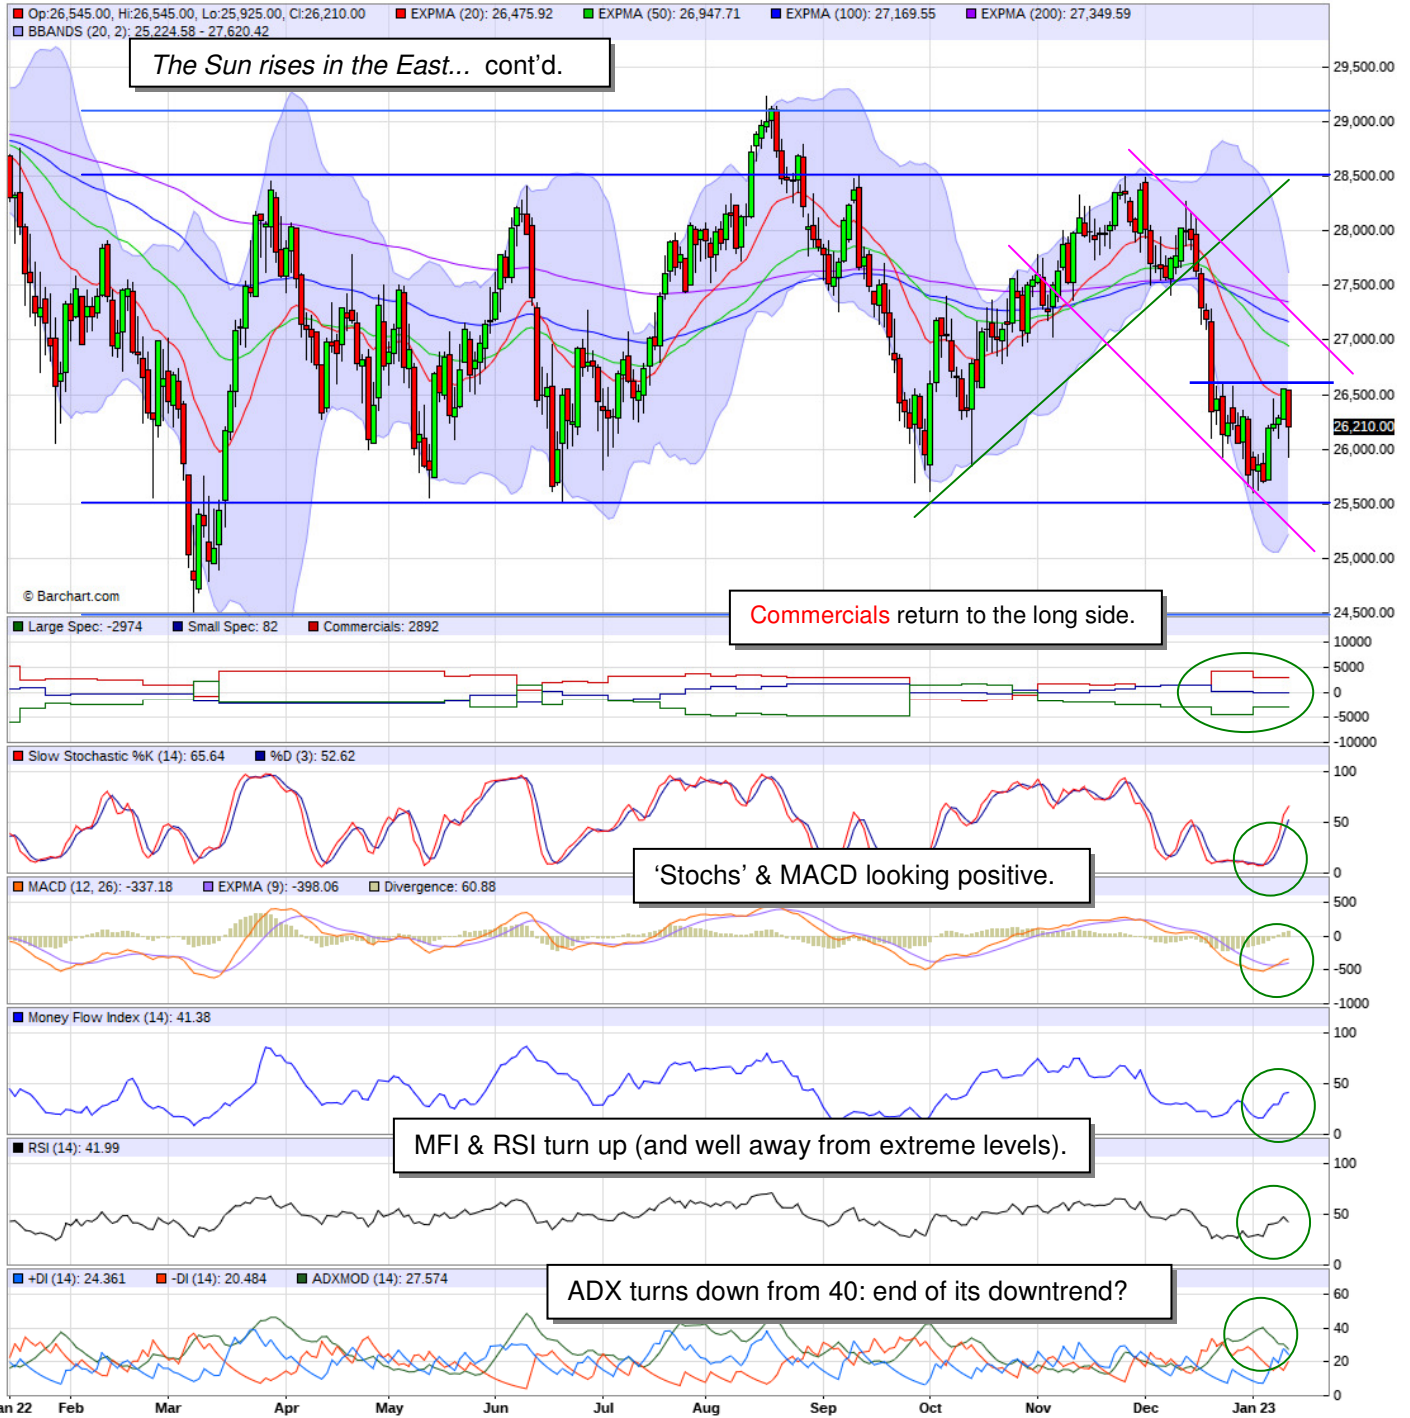 Op:26,545.00, Hi:26,545.00, Lo:25,925.00, Cl:26,210.00 EXPMA (20): 26,475.92 EXPMA (50): 26,947.71 EXPMA (100): 27,169.55 EXPMA (200): 27,349.59
BBANDS (20, 2): 25,224.58 - 27,620.42
The Sun rises in the East... cont'd.
29,500.00
29,000.00
28,500.00
28,000.00
27,500.00
27,000.00
26,500.00
26,210.00
26,000.00
25,500.00
25,000.00
24,500.00
© Barchart.com
Commercials return to the long side.
Large Spec: -2974 Small Spec: 82 Commercials: 2892
10000
5000
0
-5000
-10000
Slow Stochastic %K (14): 65.64 %D (3): 52.62
100
50
0
'Stochs' & MACD looking positive.
MACD (12, 26): -337.18 EXPMA (9): -398.06 Divergence: 60.88
500
0
-500
-1000
Money Flow Index (14): 41.38
100
50
0
MFI & RSI turn up (and well away from extreme levels).
RSI (14): 41.99
100
50
0
+DI (14): 24.361 -DI (14): 20.484 ADXMOD (14): 27.574
ADX turns down from 40: end of its downtrend?
60
40
20
0
an 22 Feb Mar Apr May Jun Jul Aug Sep Oct Nov Dec Jan 23